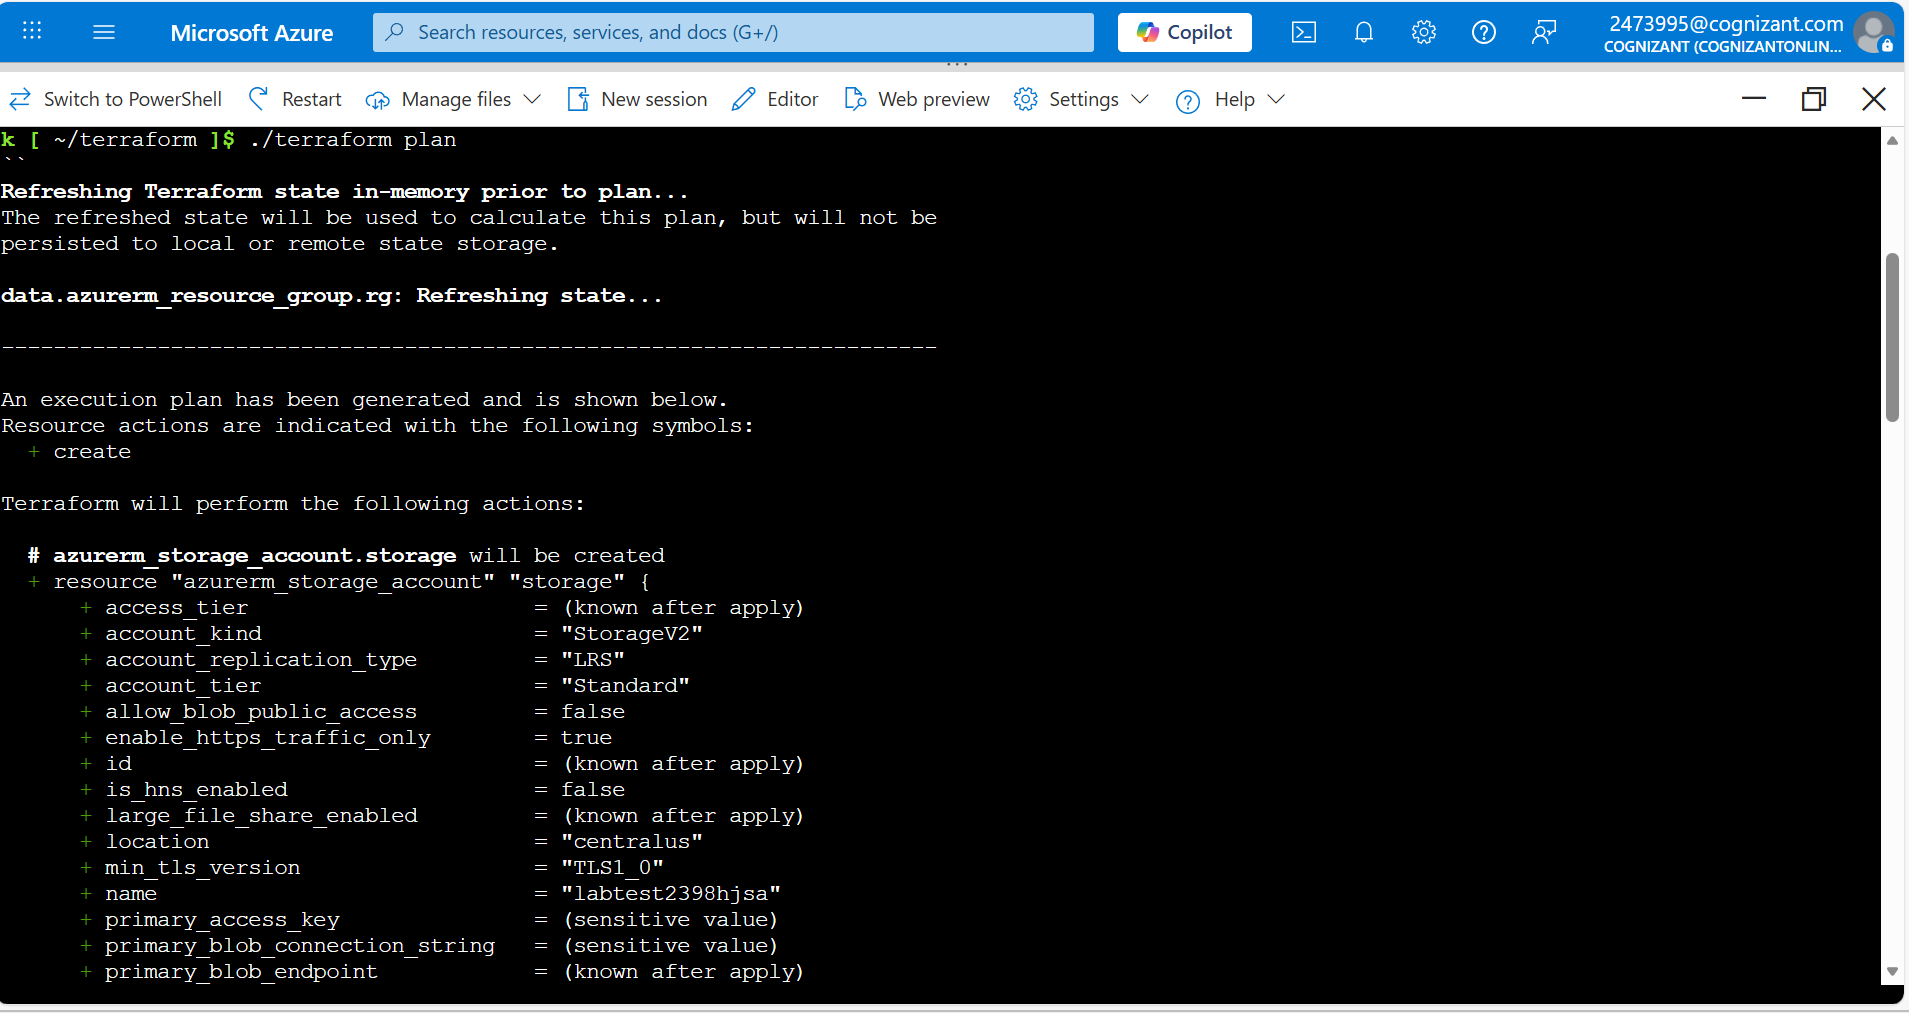 Microsoft Azure
Search resources, services, and docs (G+/)
Copilot
2473995@cognizant.com
COGNIZANT (COGNIZANTONLIN...
Switch to PowerShell
Restart
Manage files
New session
Editor
Web preview
Settings
Help
k [ ~/terraform ]$ ./terraform plan
``
Refreshing Terraform state in-memory prior to plan...
The refreshed state will be used to calculate this plan, but will not be
persisted to local or remote state storage.
data.azurerm_resource_group.rg: Refreshing state...
------------------------------------------------------------------------
An execution plan has been generated and is shown below.
Resource actions are indicated with the following symbols:
+ create
Terraform will perform the following actions:
# azurerm_storage_account.storage will be created
+ resource "azurerm_storage_account" "storage" {
+ access_tier = (known after apply)
+ account_kind = "StorageV2"
+ account_replication_type = "LRS"
+ account_tier = "Standard"
+ allow_blob_public_access = false
+ enable_https_traffic_only = true
+ id = (known after apply)
+ is_hns_enabled = false
+ large_file_share_enabled = (known after apply)
+ location = "centralus"
+ min_tls_version = "TLS1_0"
+ name = "labtest2398hjsa"
+ primary_access_key = (sensitive value)
+ primary_blob_connection_string = (sensitive value)
+ primary_blob_endpoint = (known after apply)